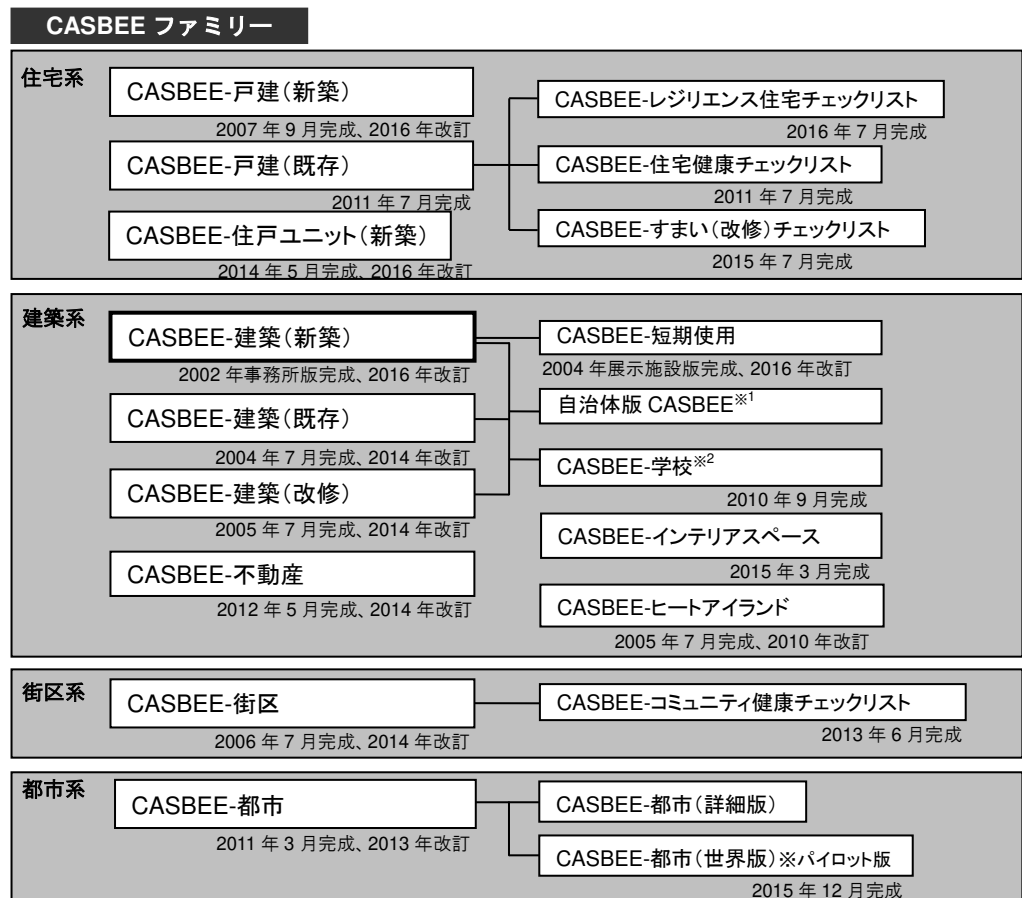 CASBEE ファミリー
住宅系
CASBEE-戸建(新築)
2007 年 9 月完成、2016 年改訂
CASBEE-戸建(既存)
2011 年 7 月完成
CASBEE-住戸ユニット(新築)
2014 年 5 月完成、2016 年改訂
CASBEE-レジリエンス住宅チェックリスト
2016 年 7 月完成
CASBEE-住宅健康チェックリスト
2011 年 7 月完成
CASBEE-すまい(改修)チェックリスト
2015 年 7 月完成
建築系
CASBEE-建築(新築)
2002 年事務所版完成、2016 年改訂
CASBEE-建築(既存)
2004 年 7 月完成、2014 年改訂
CASBEE-建築(改修)
2005 年 7 月完成、2014 年改訂
CASBEE-不動産
2012 年 5 月完成、2014 年改訂
CASBEE-短期使用
2004 年展示施設版完成、2016 年改訂
自治体版 CASBEE※1
CASBEE-学校※2
2010 年 9 月完成
CASBEE-インテリアスペース
2015 年 3 月完成
CASBEE-ヒートアイランド
2005 年 7 月完成、2010 年改訂
街区系
CASBEE-街区
2006 年 7 月完成、2014 年改訂
CASBEE-コミュニティ健康チェックリスト
2013 年 6 月完成
都市系
CASBEE-都市
2011 年 3 月完成、2013 年改訂
CASBEE-都市(詳細版)
CASBEE-都市(世界版)※パイロット版
2015 年 12 月完成